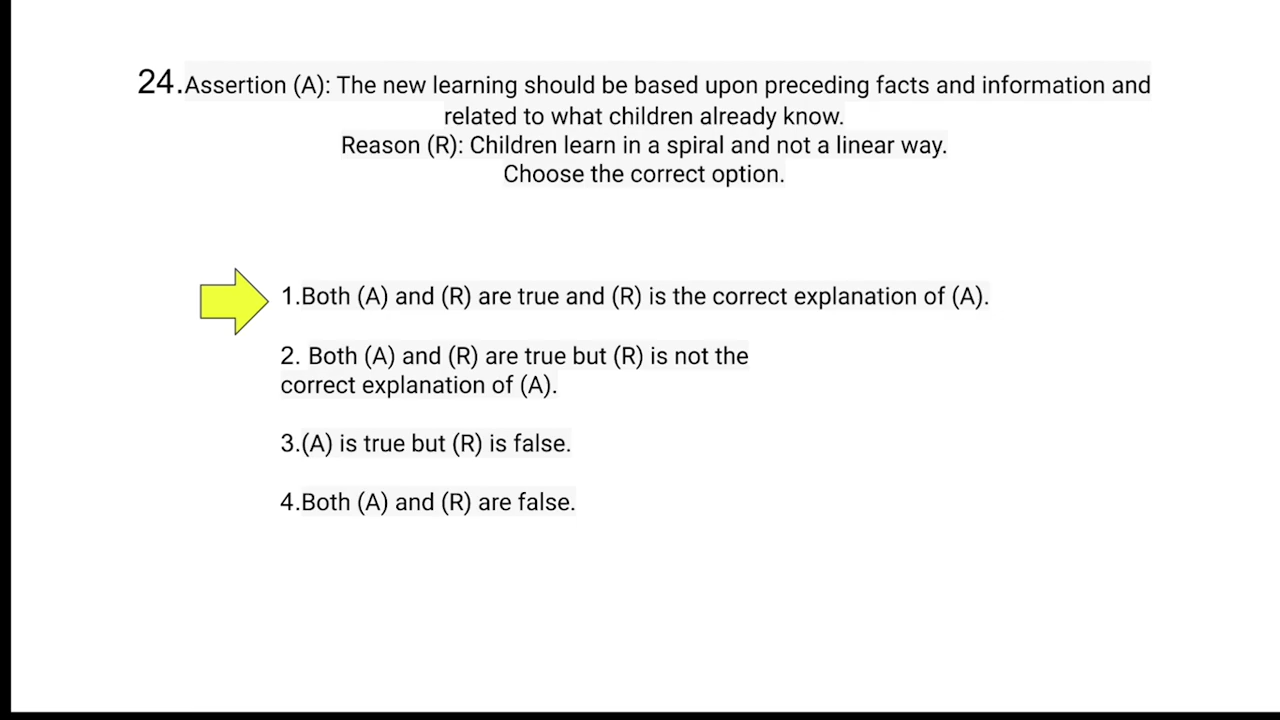 24.Assertion (A): The new learning should be based upon preceding facts and information and
related to what children already know.
Reason (R): Children learn in a spiral and not a linear way.
Choose the correct option.
1.Both (A) and (R) are true and (R) is the correct explanation of (A).
2. Both (A) and (R) are true but (R) is not the
correct explanation of (A).
3.(A) is true but (R) is false.
4.Both (A) and (R) are false.